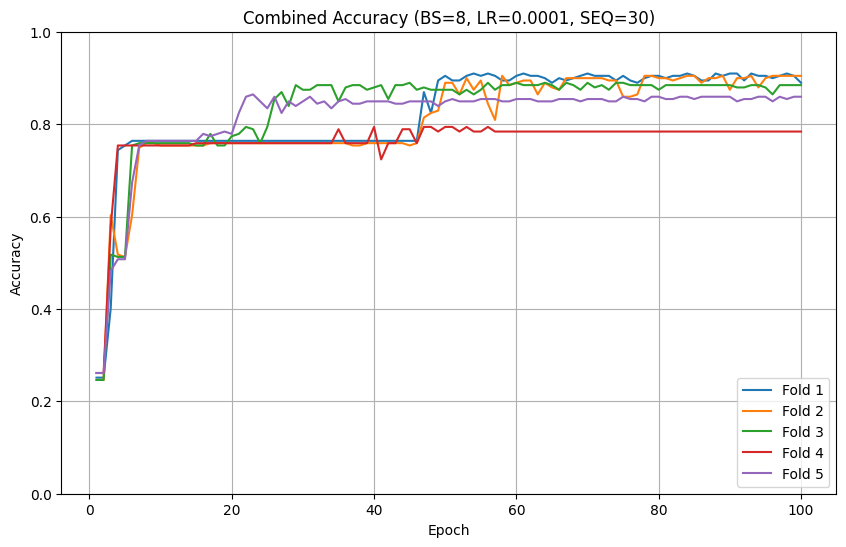 Combined Accuracy (BS=8, LR=0.0001, SEQ=30)
1.0
0.8
0.6
0.4
0.2
0.0
Accuracy
0 20 40 60 80 100
Epoch
Fold 1
Fold 2
Fold 3
Fold 4
Fold 5